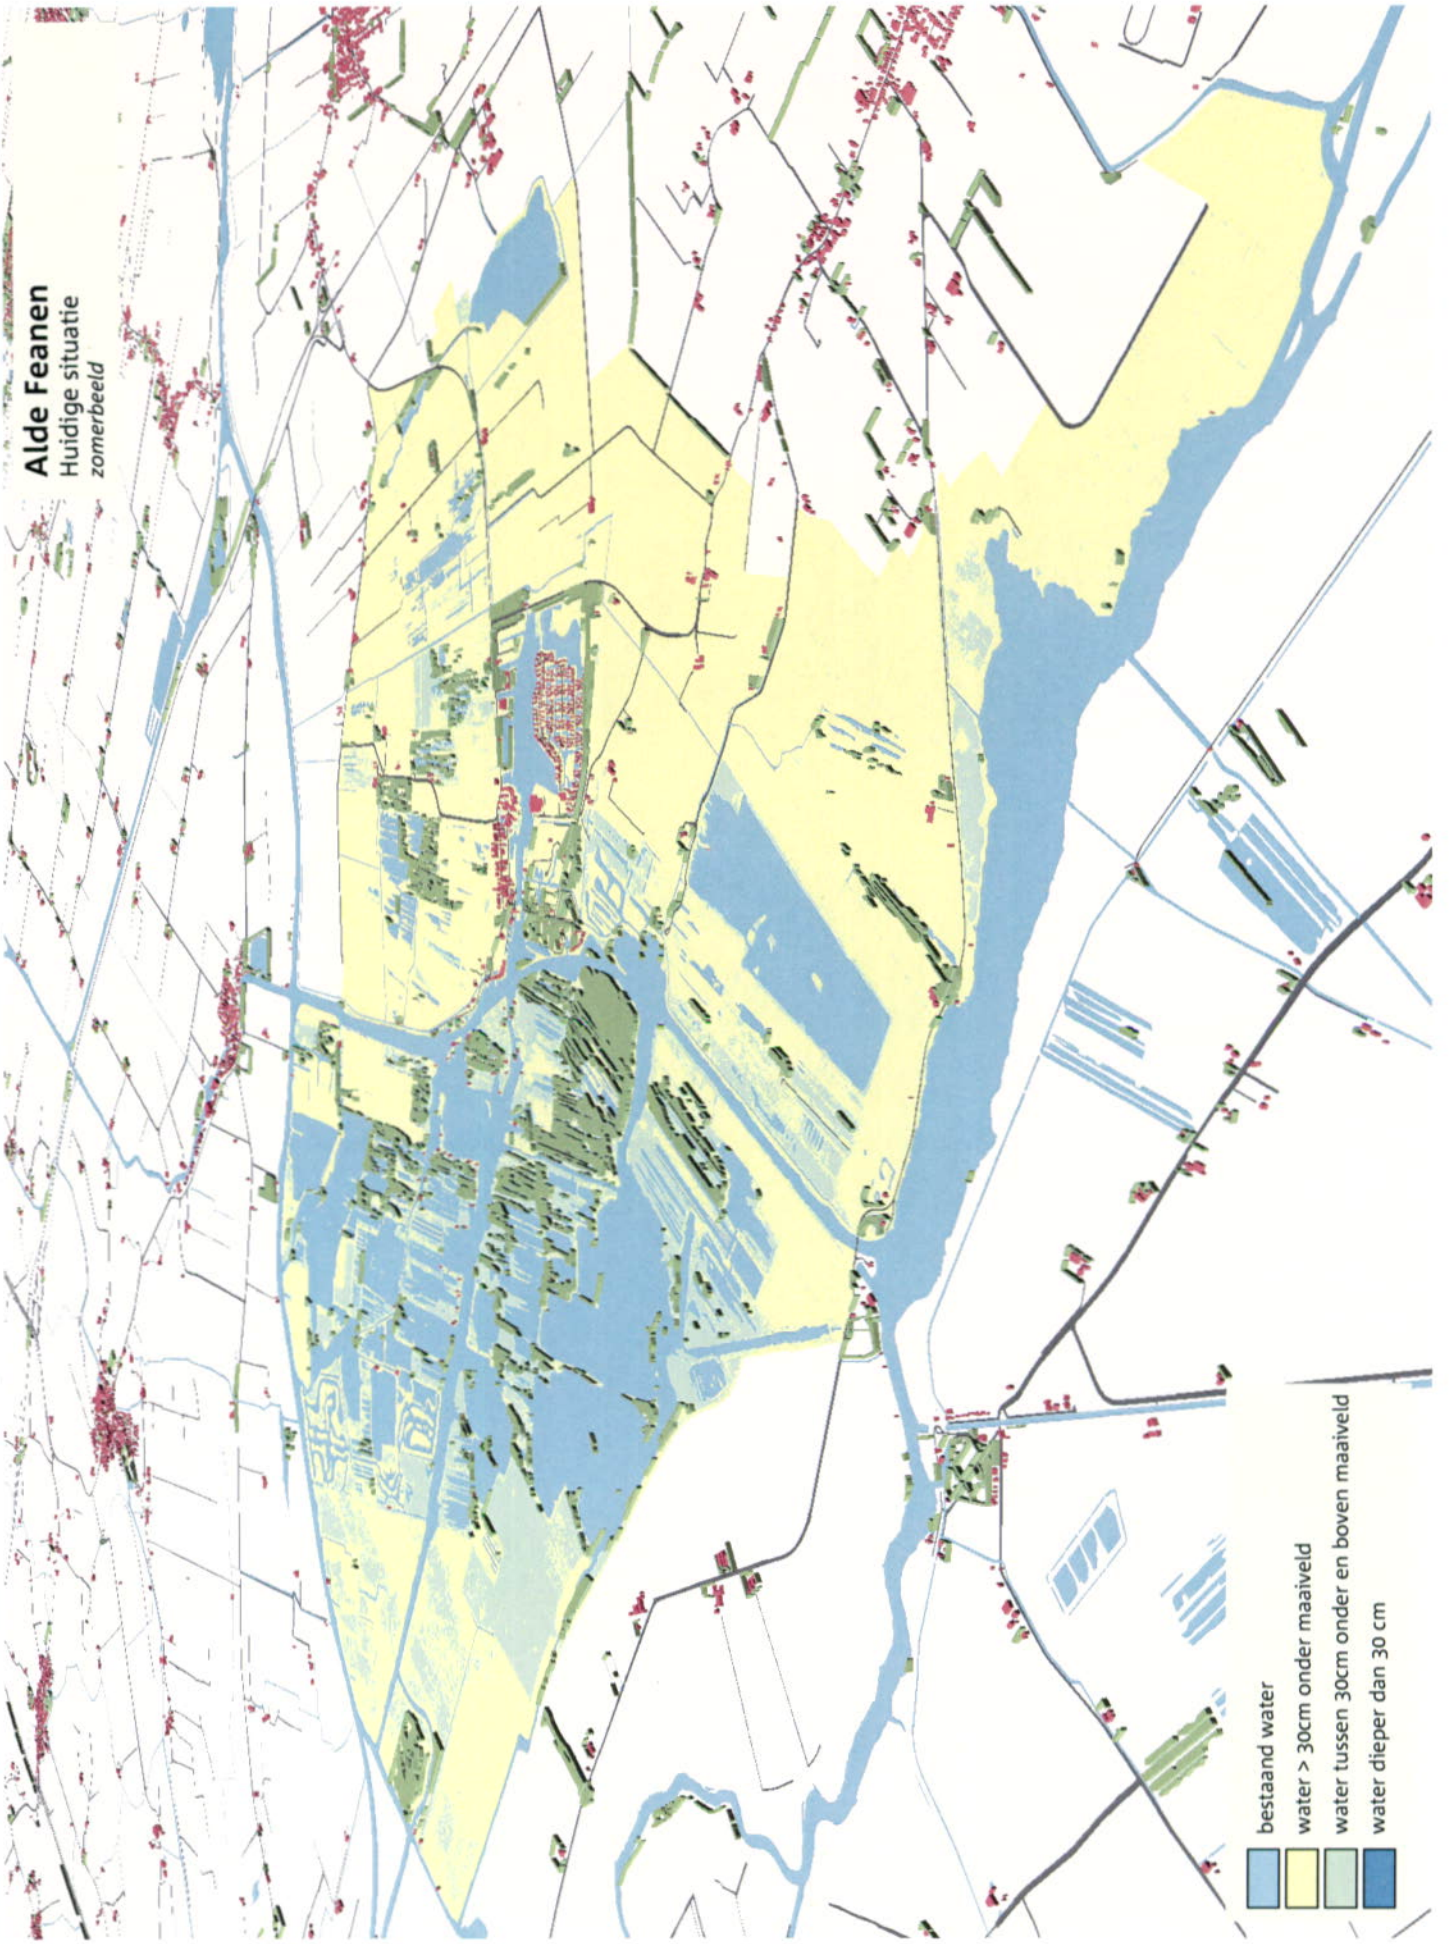 Alde Feanen
Huidige situatie
zomerbeeld
bestaand water
water > 30cm onder maaiveld
water tussen 30cm onder en boven maaiveld
water dieper dan 30 cm